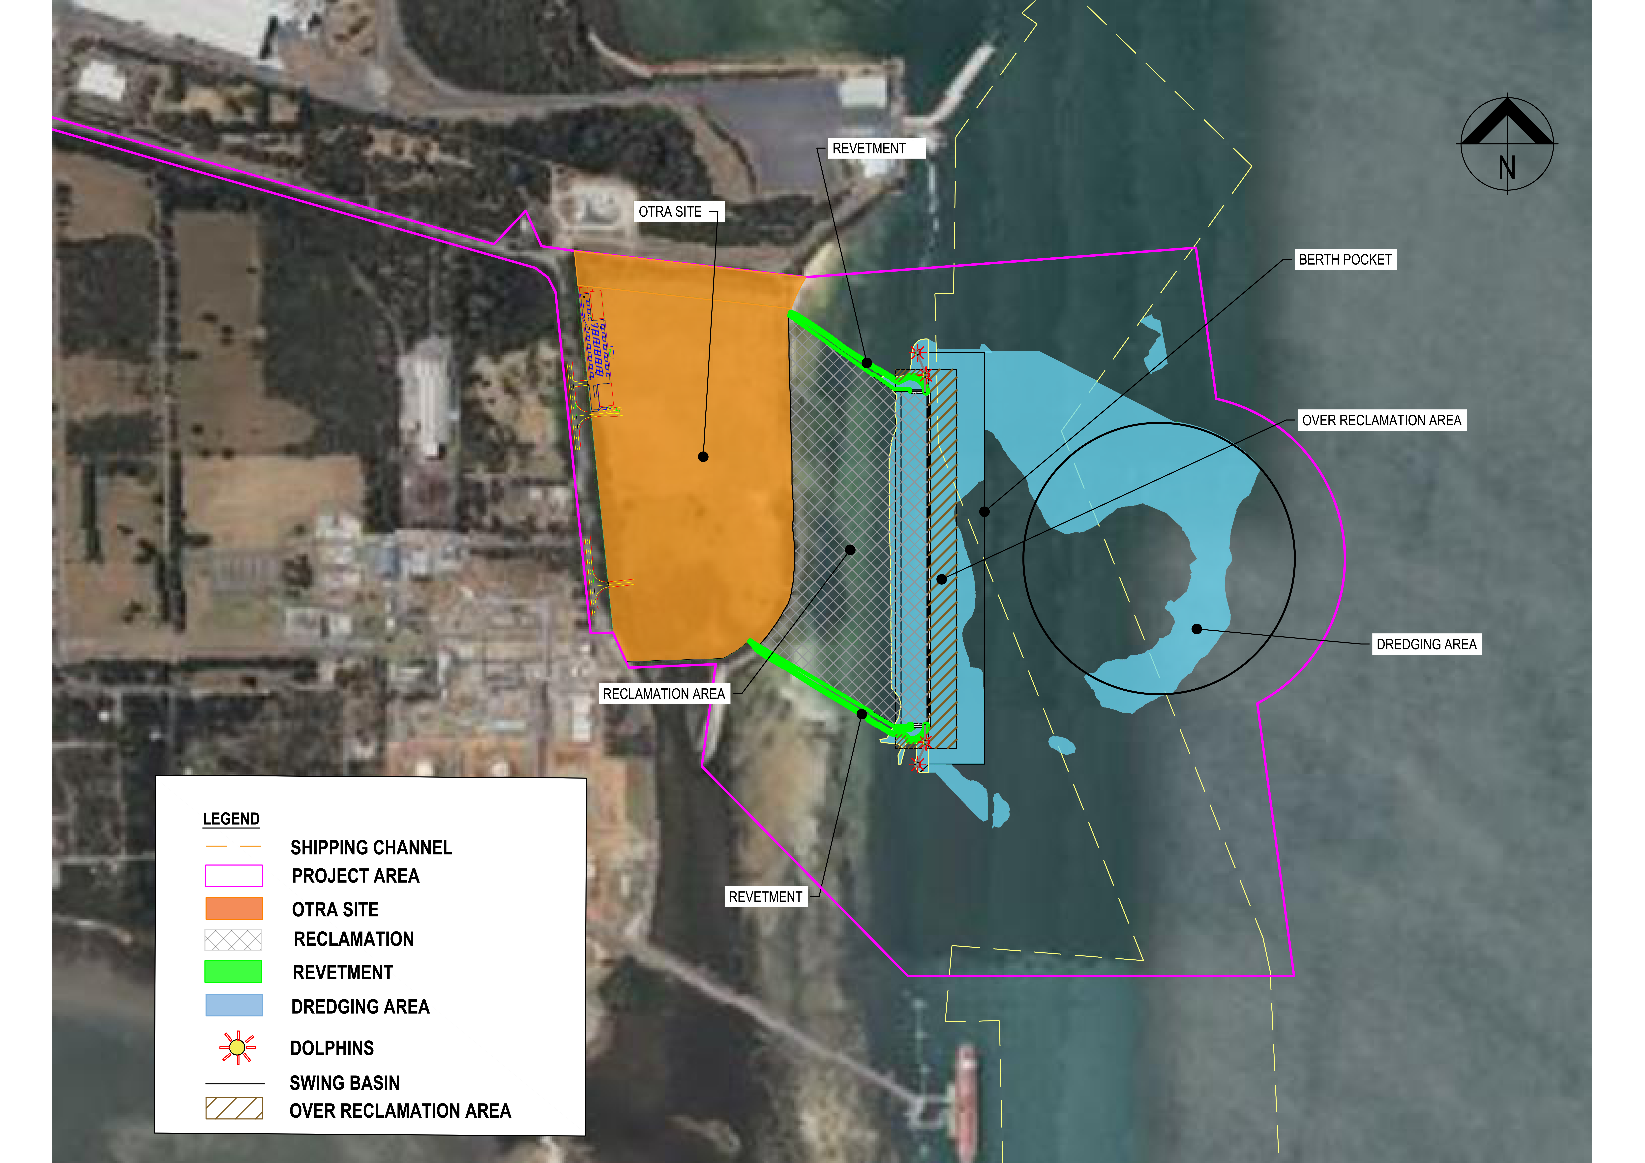 REVETMENT
N
OTRA SITE
BERTH POCKET
OVER RECLAMATION AREA
DREDGING AREA
RECLAMATION AREA
REVETMENT
LEGEND
SHIPPING CHANNEL
PROJECT AREA
OTRA SITE
RECLAMATION
REVETMENT
DREDGING AREA
DOLPHINS
SWING BASIN
OVER RECLAMATION AREA